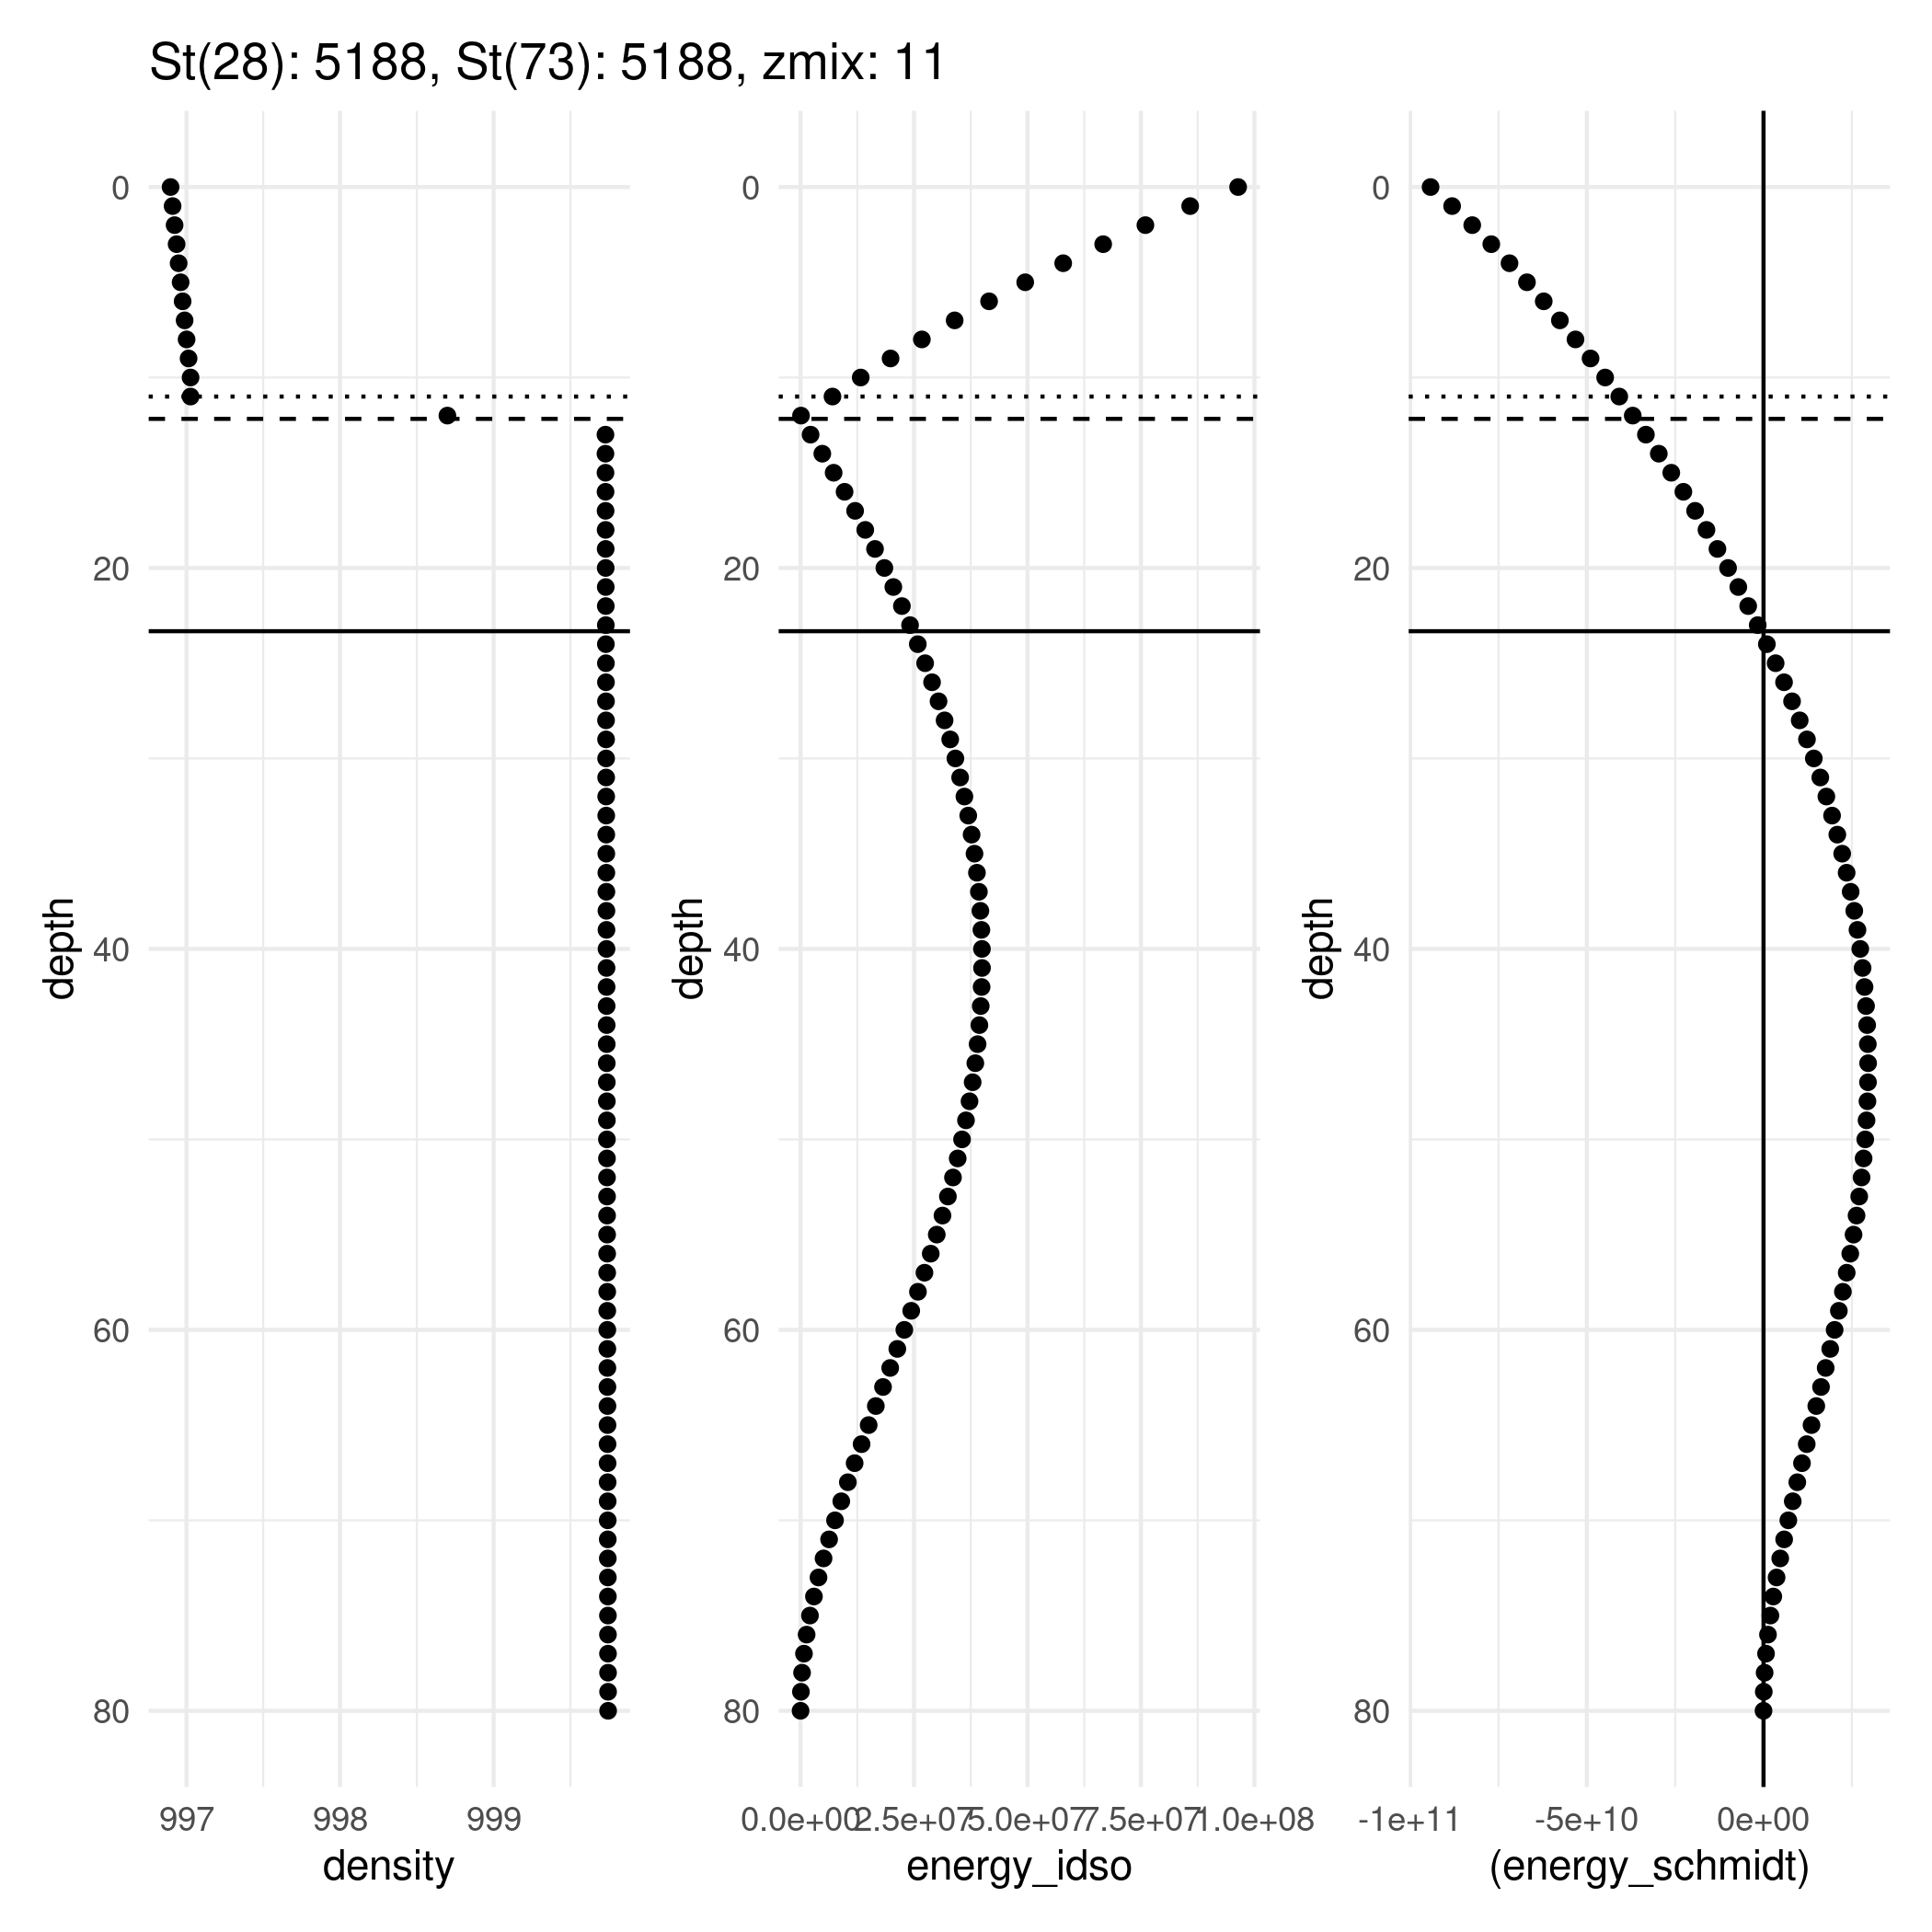 St(28): 5188, St(73): 5188, zmix: 11
depth
0
20
40
60
80
997 998 999
density
depth
0
20
40
60
80
0.0e+00 2.5e+07 5.0e+07 7.5e+07 1.0e+08
energy_idso
depth
0
20
40
60
80
-1e+11 -5e+10 0e+00
(energy_schmidt)